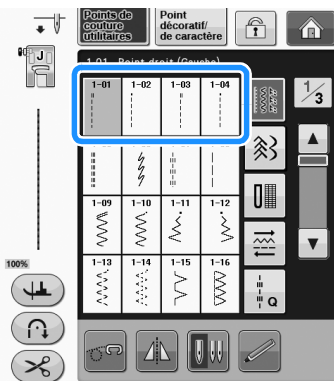 Points de
couture
utilitaires
Point
décoratif/
de caractère
J
1-01 Point droit (Gauche)
1/3
1-01 1-02 1-03 1-04
1-09 1-10 1-11 1-12
1-13 1-14 1-15 1-16
100%
Q